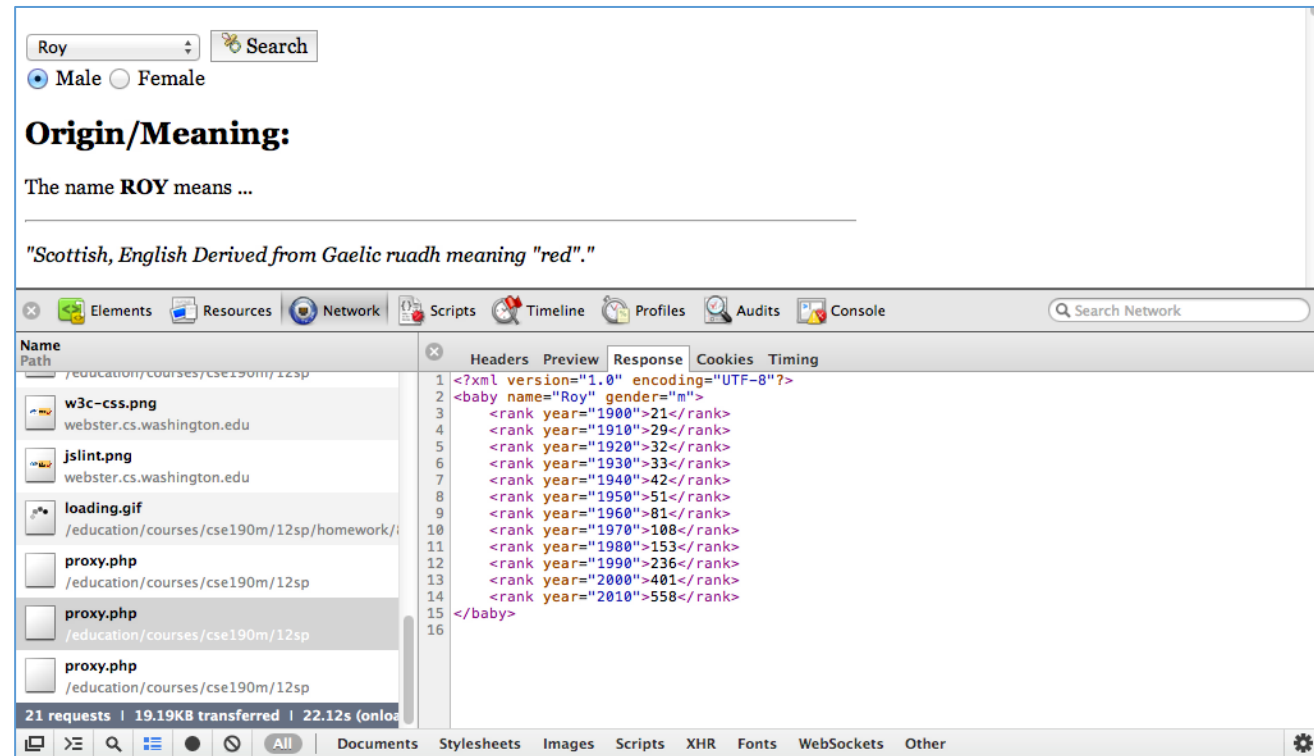 Roy Search
Male Female
Origin/Meaning:
The name ROY means ...
"Scottish, English Derived from Gaelic ruadh meaning "red"."
Elements Resources Network Scripts Timeline Profiles Audits Console Search Network
Name
Path
/education/courses/cse190m/12sp
w3c-css.png
webster.cs.washington.edu
jslint.png
webster.cs.washington.edu
loading.gif
/education/courses/cse190m/12sp/homework/
proxy.php
/education/courses/cse190m/12sp
proxy.php
/education/courses/cse190m/12sp
proxy.php
/education/courses/cse190m/12sp
21 requests | 19.19KB transferred | 22.12s (onloa
Headers Preview Response Cookies Timing
1 <?xml version="1.0" encoding="UTF-8"?>
2 <baby name="Roy" gender="m">
3 <rank year="1900">21</rank>
4 <rank year="1910">29</rank>
5 <rank year="1920">32</rank>
6 <rank year="1930">33</rank>
7 <rank year="1940">42</rank>
8 <rank year="1950">51</rank>
9 <rank year="1960">81</rank>
10 <rank year="1970">108</rank>
11 <rank year="1980">153</rank>
12 <rank year="1990">236</rank>
13 <rank year="2000">401</rank>
14 <rank year="2010">558</rank>
15 </baby>
16
All Documents Stylesheets Images Scripts XHR Fonts WebSockets Other